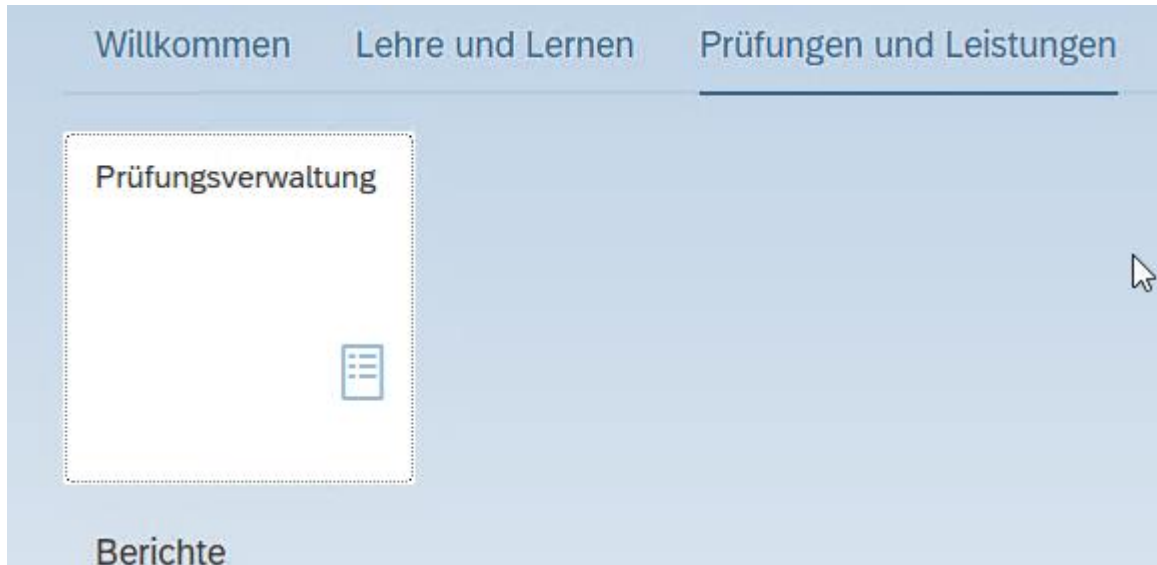 Willkommen Lehre und Lernen Prüfungen und Leistungen
Prüfungsverwaltung
Berichte